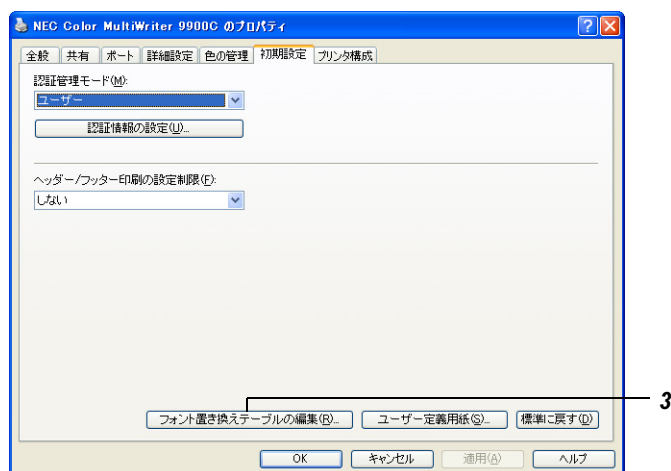 NEC Color MultiWriter 9900C のプロパティ
全般 共有 ポート 詳細設定 色の管理 初期設定 プリンタ構成
認証管理モード(M):
ユーザー
認証情報の設定(U)...
ヘッダー/フッター印刷の設定制限(F):
しない
フォント置き換えテーブルの編集(R)... ユーザー定義用紙(S)... 標準に戻す(D)
3
OK キャンセル 適用(A) ヘルプ